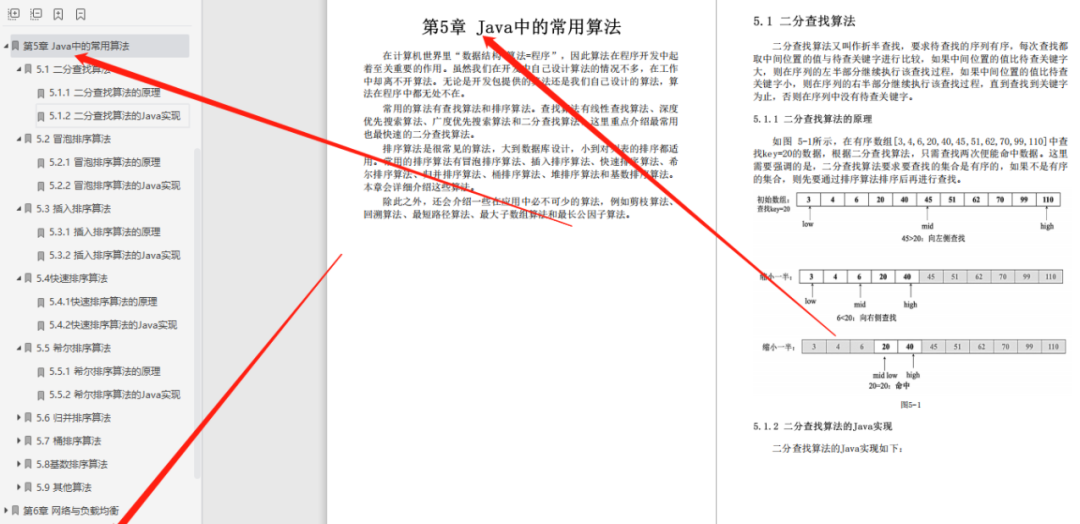 第5章 Java中的常用算法
5.1 二分查找算法
5.1.1 二分查找算法的原理
5.1.2 二分查找算法的Java实现
5.2 冒泡排序算法
5.2.1 冒泡排序算法的原理
5.2.2 冒泡排序算法的Java实现
5.3 插入排序算法
5.3.1 插入排序算法的原理
5.3.2 插入排序算法的Java实现
5.4快速排序算法
5.4.1快速排序算法的原理
5.4.2快速排序算法的Java实现
5.5 希尔排序算法
5.5.1 希尔排序算法的原理
5.5.2 希尔排序算法的Java实现
5.6 归并排序算法
5.7 桶排序算法
5.8基数排序算法
5.9 其他算法
第6章 网络与负载均衡
第5章 Java中的常用算法
在计算机世界里“数据结构+算法=程序”，因此算法在程序开发中起
着至关重要的作用。虽然我们在开发中自己设计算法的情况不多，在工作
中却离不开算法。无论是开发包提供的算法还是我们自己设计的算法，算
法在程序中都无处不在。
常用的算法有查找算法和排序算法。查找算法有线性查找算法、深度
优先搜索算法、广度优先搜索算法和二分查找算法。这里重点介绍最常用
也最快速的二分查找算法。
排序算法是很常见的算法，大到数据库设计，小到对列表的排序都适
用。常用的排序算法有冒泡排序算法、插入排序算法、快速排序算法、希
尔排序算法、归并排序算法、桶排序算法、堆排序算法和基数排序算法。
本章会详细介绍这些算法。
除此之外，还会介绍一些在应用中必不可少的算法，例如剪枝算法、
回溯算法、最短路径算法、最大子数组算法和最长公因子算法。
5.1 二分查找算法
二分查找算法又叫作折半查找，要求待查找的序列有序，每次查找都
取中间位置的值与待查关键字进行比较，如果中间位置的值比待查关键字
大，则在序列的左半部分继续执行该查找过程，如果中间位置的值比待查
关键字小，则在序列的右半部分继续执行该查找过程，直到查找到关键字
为止，否则在序列中没有待查关键字。
5.1.1 二分查找算法的原理
如图 5-1所示，在有序数组[3,4,6,20,40,45,51,62,70,99,110]中查
找key=20的数据，根据二分查找算法，只需查找两次便能命中数据。这里
需要强调的是，二分查找算法要求要查找的集合是有序的，如果不是有序
的集合，则先要通过排序算法排序后再进行查找。
初始数组： 3 4 6 20 40 45 51 62 70 99 110
查找key=20
low mid high
45>20：向左侧查找
缩小一半： 3 4 6 20 40 45 51 62 70 99 110
low mid high
6<20：向右侧查找
缩小一半： 3 4 6 20 40 45 51 62 70 99 110
mid low high
20=20：命中
图5-1
5.1.2 二分查找算法的Java实现
二分查找算法的Java实现如下：